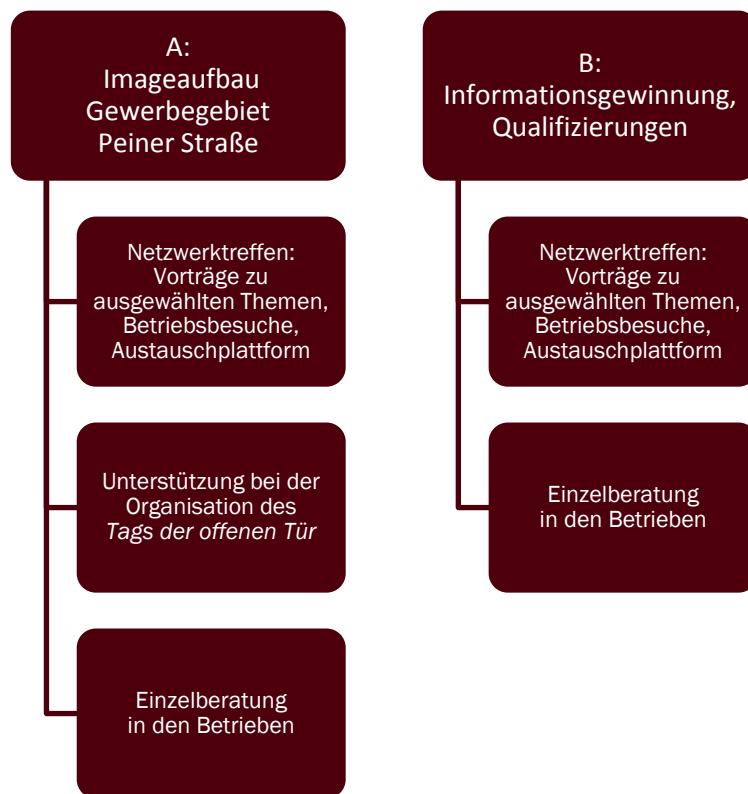 A:
Imageaufbau
Gewerbegebiet
Peiner Straße
Netzwerktreffen:
Vorträge zu
ausgewählten Themen,
Betriebsbesuche,
Austauschplattform
Unterstützung bei der
Organisation des
Tags der offenen Tür
Einzelberatung
in den Betrieben
B:
Informationsgewinnung,
Qualifizierungen
Netzwerktreffen:
Vorträge zu
ausgewählten Themen,
Betriebsbesuche,
Austauschplattform
Einzelberatung
in den Betrieben